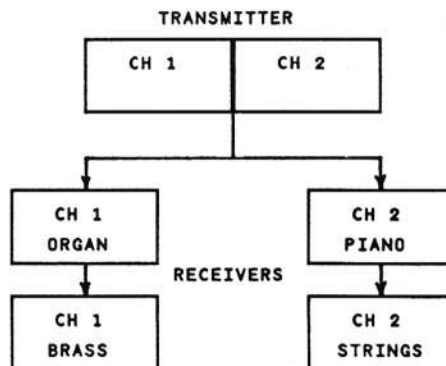 TRANSMITTER
CH 1
CH 2
CH 1
ORGAN
CH 2
PIANO
RECEIVERS
CH 1
BRASS
CH 2
STRINGS